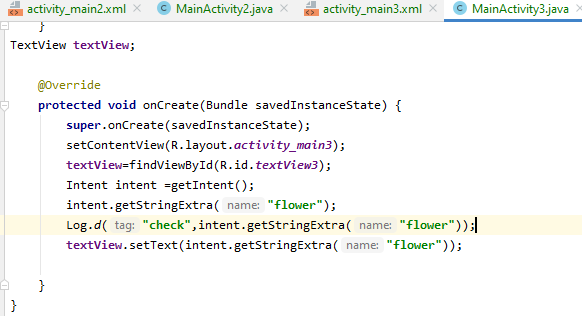 activity_main2.xml MainActivity2.java activity_main3.xml MainActivity3.java
}
TextView textView;
@Override
protected void onCreate(Bundle savedInstanceState) {
super.onCreate(savedInstanceState);
setContentView(R.layout.activity_main3);
textView=findViewById(R.id.textView3);
Intent intent =getIntent();
intent.getStringExtra( name: "flower");
Log.d( tag: "check",intent.getStringExtra( name: "flower"));
textView.setText(intent.getStringExtra( name: "flower"));
}
}